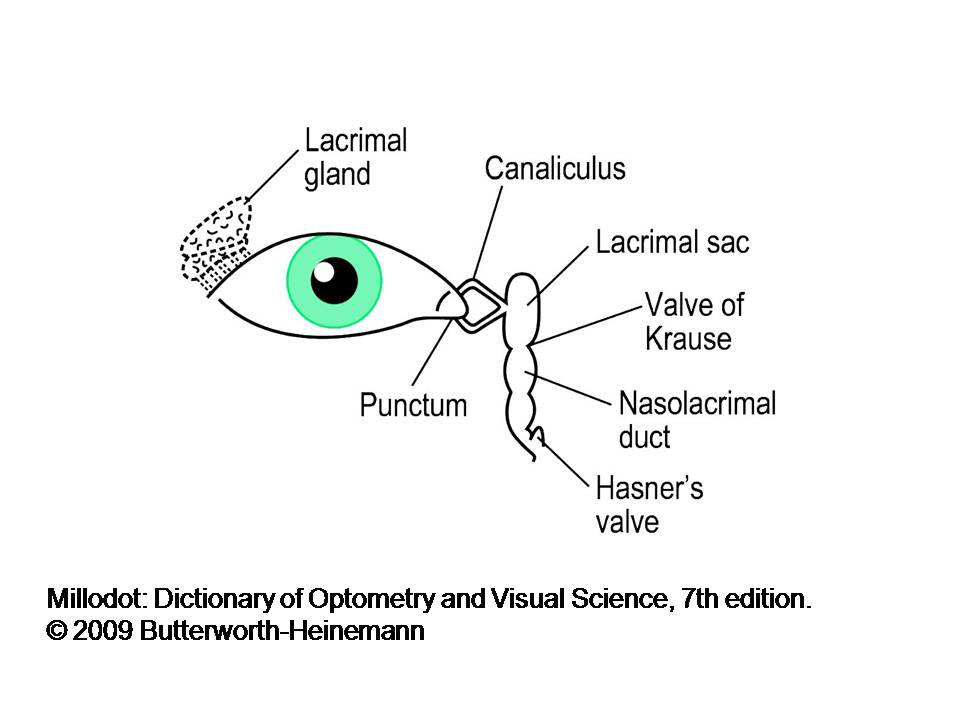 Lacrimal
gland
Canaliculus
Lacrimal sac
Valve of
Krause
Punctum
Nasolacrimal
duct
Hasner's
valve
Millodot: Dictionary of Optometry and Visual Science, 7th edition.
© 2009 Butterworth-Heinemann